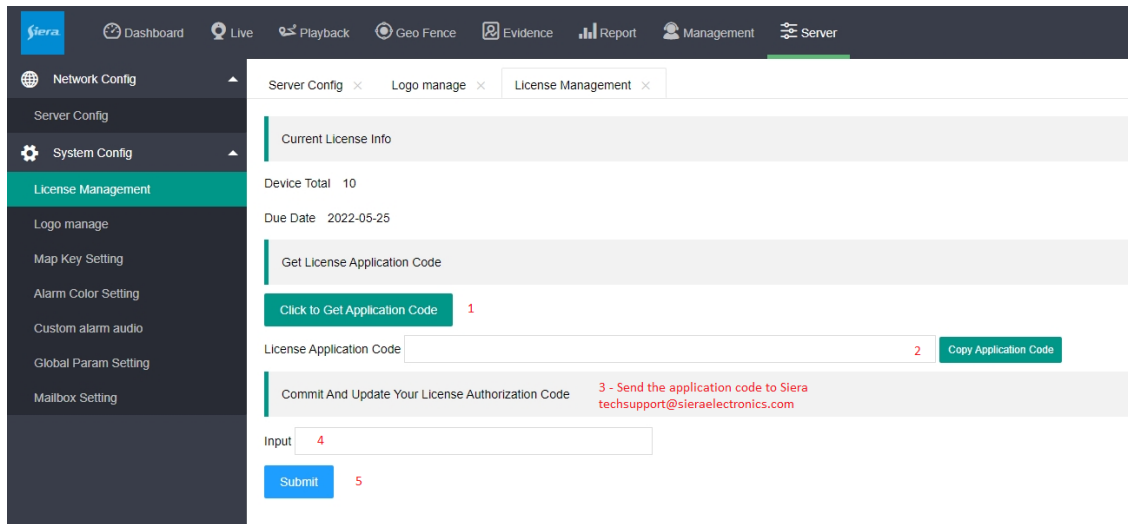 Siera
Dashboard
Live
Playback
Geo Fence
Evidence
Report
Management
Server
Network Config
Server Config
System Config
License Management
Logo manage
Map Key Setting
Alarm Color Setting
Custom alarm audio
Global Param Setting
Mailbox Setting
Server Config ×
Logo manage ×
License Management ×
Current License Info
Device Total 10
Due Date 2022-05-25
Get License Application Code
Click to Get Application Code 1
License Application Code 2 Copy Application Code
Commit And Update Your License Authorization Code
3 - Send the application code to Siera
techsupport@sieraelectronics.com
Input 4
Submit 5